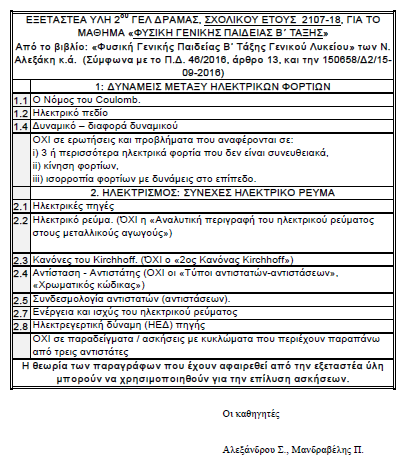 ΕΞΕΤΑΣΤΕΑ ΥΛΗ 2ου ΓΕΛ ΔΡΑΜΑΣ, ΣΧΟΛΙΚΟΥ ΕΤΟΥΣ 2107-18, ΓΙΑ ΤΟ
ΜΑΘΗΜΑ «ΦΥΣΙΚΗ ΓΕΝΙΚΗΣ ΠΑΙΔΕΙΑΣ Β΄ ΤΑΞΗΣ»
Από το βιβλίο: «Φυσική Γενικής Παιδείας Β΄ Τάξης Γενικού Λυκείου» των Ν.
Αλεξάκη κ.ά. (Σύμφωνα με το Π.Δ. 46/2016, άρθρο 13, και την 150658/Δ2/15-
09-2016)
1: ΔΥΝΑΜΕΙΣ ΜΕΤΑΞΥ ΗΛΕΚΤΡΙΚΩΝ ΦΟΡΤΙΩΝ
1.1 Ο Νόμος του Coulomb.
1.2 Ηλεκτρικό πεδίο
1.4 Δυναμικό – διαφορά δυναμικού
ΟΧΙ σε ερωτήσεις και προβλήματα που αναφέρονται σε:
i) 3 ή περισσότερα ηλεκτρικά φορτία που δεν είναι συνευθειακά,
ii) κίνηση φορτίων,
iii) ισορροπία φορτίων με δυνάμεις στο επίπεδο.
2. ΗΛΕΚΤΡΙΣΜΟΣ: ΣΥΝΕΧΕΣ ΗΛΕΚΤΡΙΚΟ ΡΕΥΜΑ
2.1 Ηλεκτρικές πηγές
2.2 Ηλεκτρικό ρεύμα. (ΌΧΙ η «Αναλυτική περιγραφή του ηλεκτρικού ρεύματος
στους μεταλλικούς αγωγούς»)
2.3 Κανόνες του Kirchhoff. (ΌΧΙ ο «2ος Κανόνας Kirchhoff»)
2.4 Αντίσταση - Αντιστάτης (ΟΧΙ οι «Τύποι αντιστατών-αντιστάσεων»,
«Χρωματικός κώδικας»)
2.5 Συνδεσμολογία αντιστατών (αντιστάσεων).
2.7 Ενέργεια και ισχύς του ηλεκτρικού ρεύματος
2.8 Ηλεκτρεγερτική δύναμη (ΗΕΔ) πηγής
ΟΧΙ σε παραδείγματα / ασκήσεις με κυκλώματα που περιέχουν παραπάνω
από τρεις αντιστάτες
Η θεωρία των παραγράφων που έχουν αφαιρεθεί από την εξεταστέα ύλη
μπορούν να χρησιμοποιηθούν για την επίλυση ασκήσεων.
Οι καθηγητές
Αλεξάνδρου Σ., Μανδραβέλης Π.